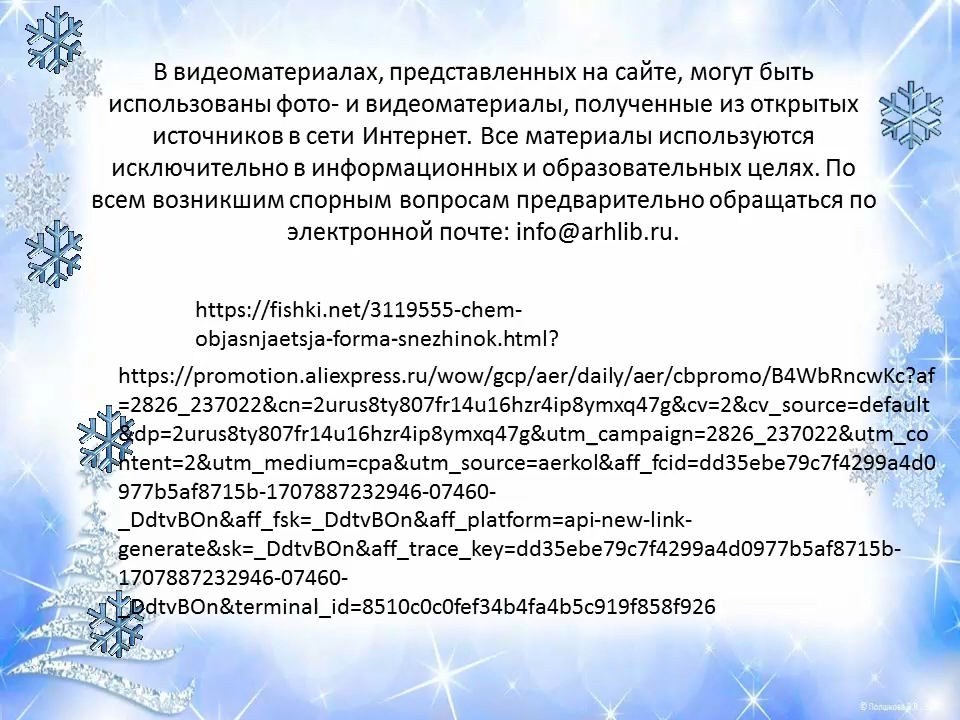 В видеоматериалах, представленных на сайте, могут быть
использованы фото- и видеоматериалы, полученные из открытых
источников в сети Интернет. Все материалы используются
исключительно в информационных и образовательных целях. По
всем возникшим спорным вопросам предварительно обращаться по
электронной почте: info@arhlib.ru.
https://fishki.net/3119555-chem-
objasnjaetsja-forma-snezhinok.html?
https://promotion.aliexpress.ru/wow/gcp/aer/daily/aer/cbpromo/B4WbRncwKc?af
=2826_237022&cn=2urus8ty807fr14u16hzr4ip8ymxq47g&cv=2&cv_source=default
&dp=2urus8ty807fr14u16hzr4ip8ymxq47g&utm_campaign=2826_237022&utm_co
ntent=2&utm_medium=cpa&utm_source=aerkol&aff_fcid=dd35ebe79c7f4299a4d0
977b5af8715b-1707887232946-07460-
_DdtvBOn&aff_fsk=_DdtvBOn&aff_platform=api-new-link-
generate&sk=_DdtvBOn&aff_trace_key=dd35ebe79c7f4299a4d0977b5af8715b-
1707887232946-07460-
_DdtvBOn&terminal_id=8510c0c0fef34b4fa4b5c919f858f926